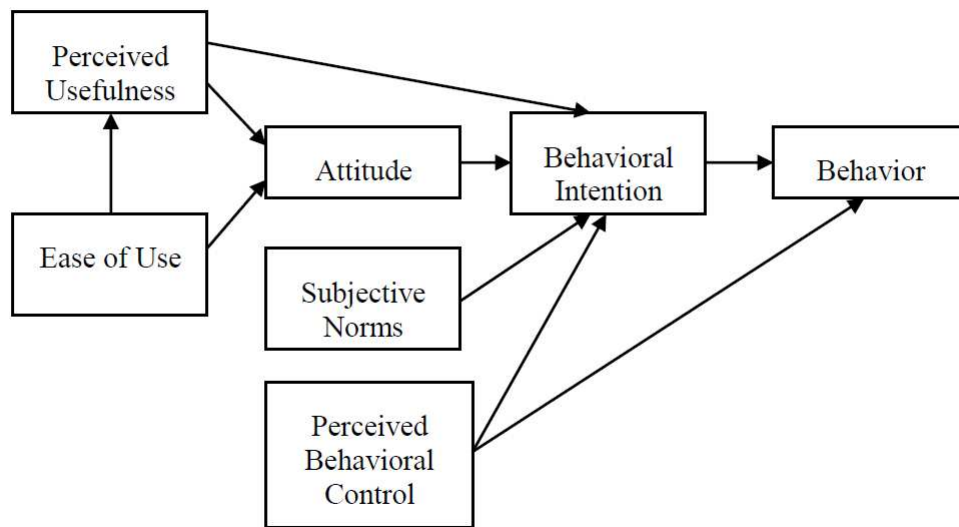 Perceived
Usefulness
Attitude
Behavioral
Intention
Behavior
Ease of Use
Subjective
Norms
Perceived
Behavioral
Control